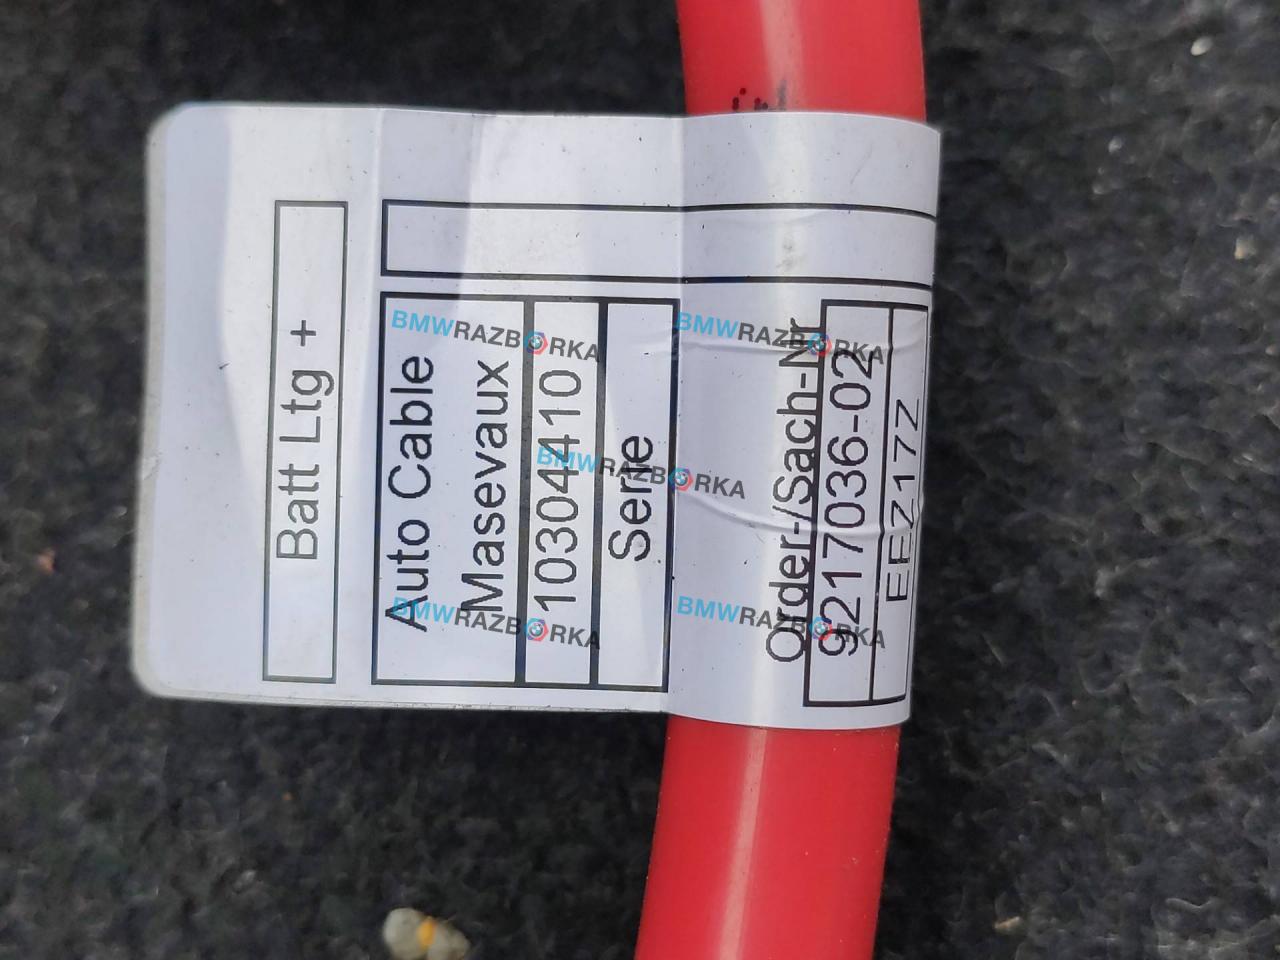 Batt Ltg +
Auto Cable
Masevaux
10304410
Serie
Order-/Sach-Nr
9217036-02
EEZ17Z
BMWRAZBORKA
BMWRAZBORKA
BMWRAZBORKA
BMWRAZBORKA
BMWRAZBORKA